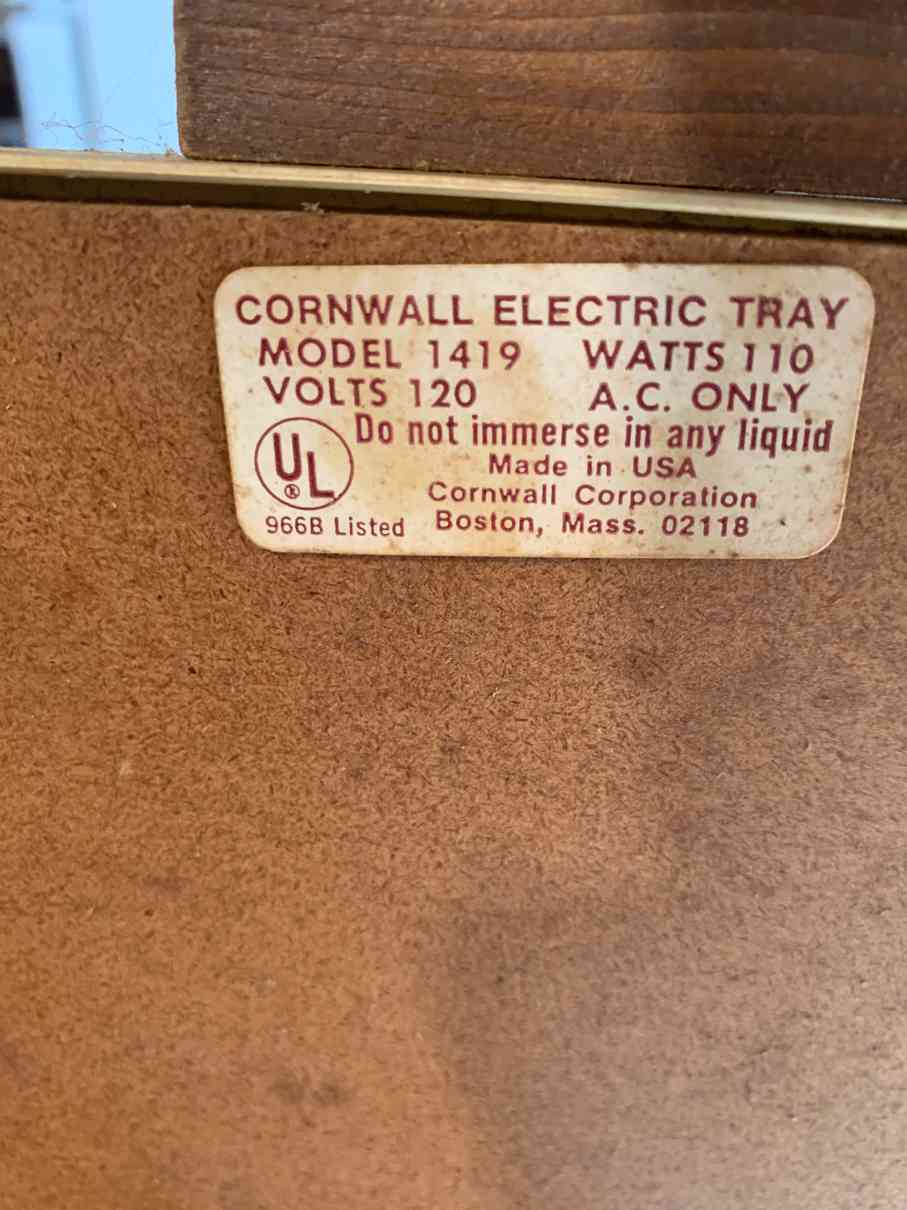 CORNWALL ELECTRIC TRAY
MODEL 1419 WATTS 110
VOLTS 120 A.C. ONLY
Do not immerse in any liquid
UL
®
Made in USA
Cornwall Corporation
966B Listed Boston, Mass. 02118